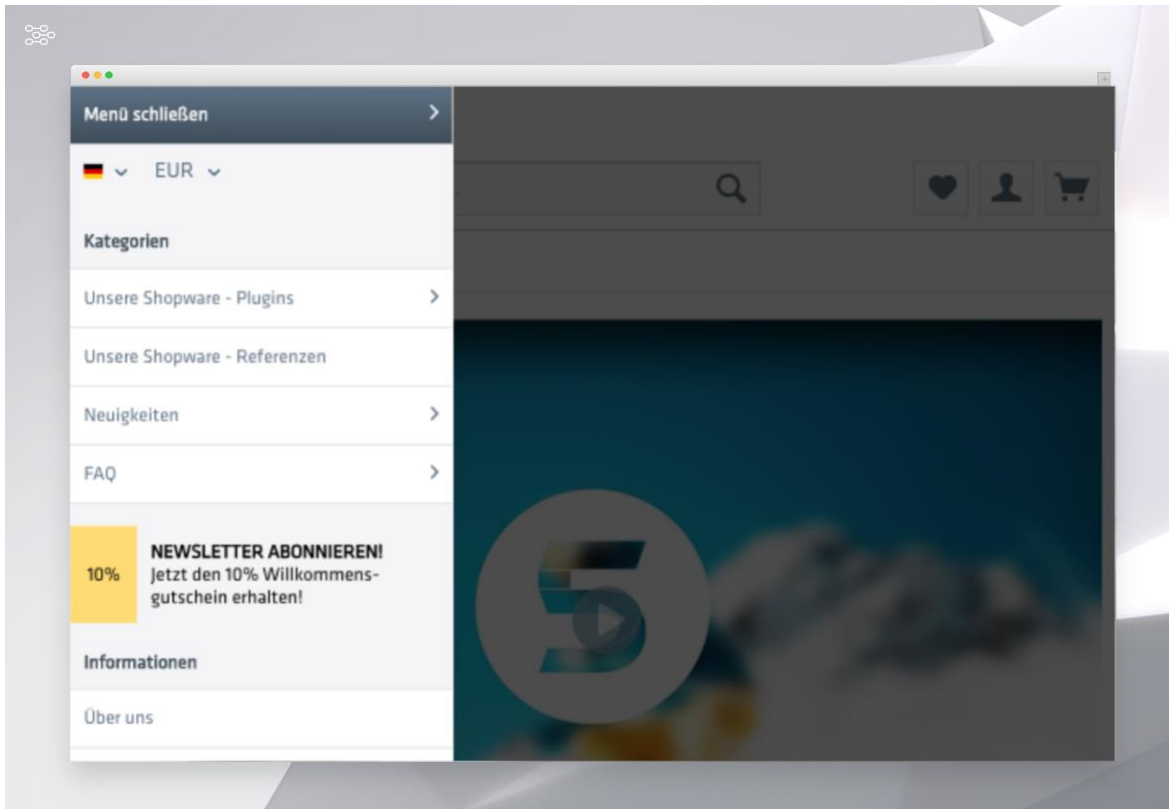 Menü schließen
EUR
Kategorien
Unsere Shopware - Plugins
Unsere Shopware - Referenzen
Neuigkeiten
FAQ
10%
NEWSLETTER ABONNIEREN!
Jetzt den 10% Willkommens-
gutschein erhalten!
Informationen
Über uns
5